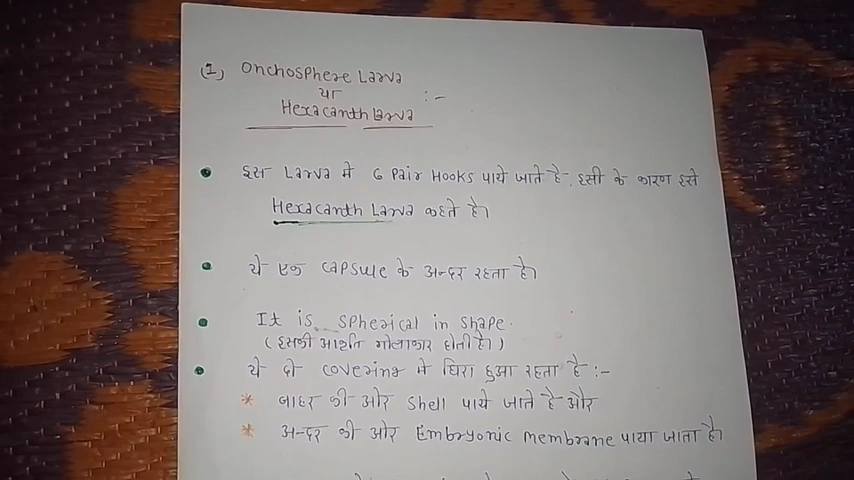 (I) Onchosphere Larva
या
Hexacanth Larva :-
इस Larva में 6 Pair Hooks पाये जाते है, इसी के कारण इसे
Hexacanth Larva कहते है।
ये एक capsule के अन्दर रहता है।
It is spherical in shape.
(इसकी आकृति गोलाकार होती है।)
ये दो covering में घिरा हुआ रहता है :-
* बाहर की ओर shell पाये जाते है और
* अन्दर की ओर Embryonic membrane पाया जाता है।